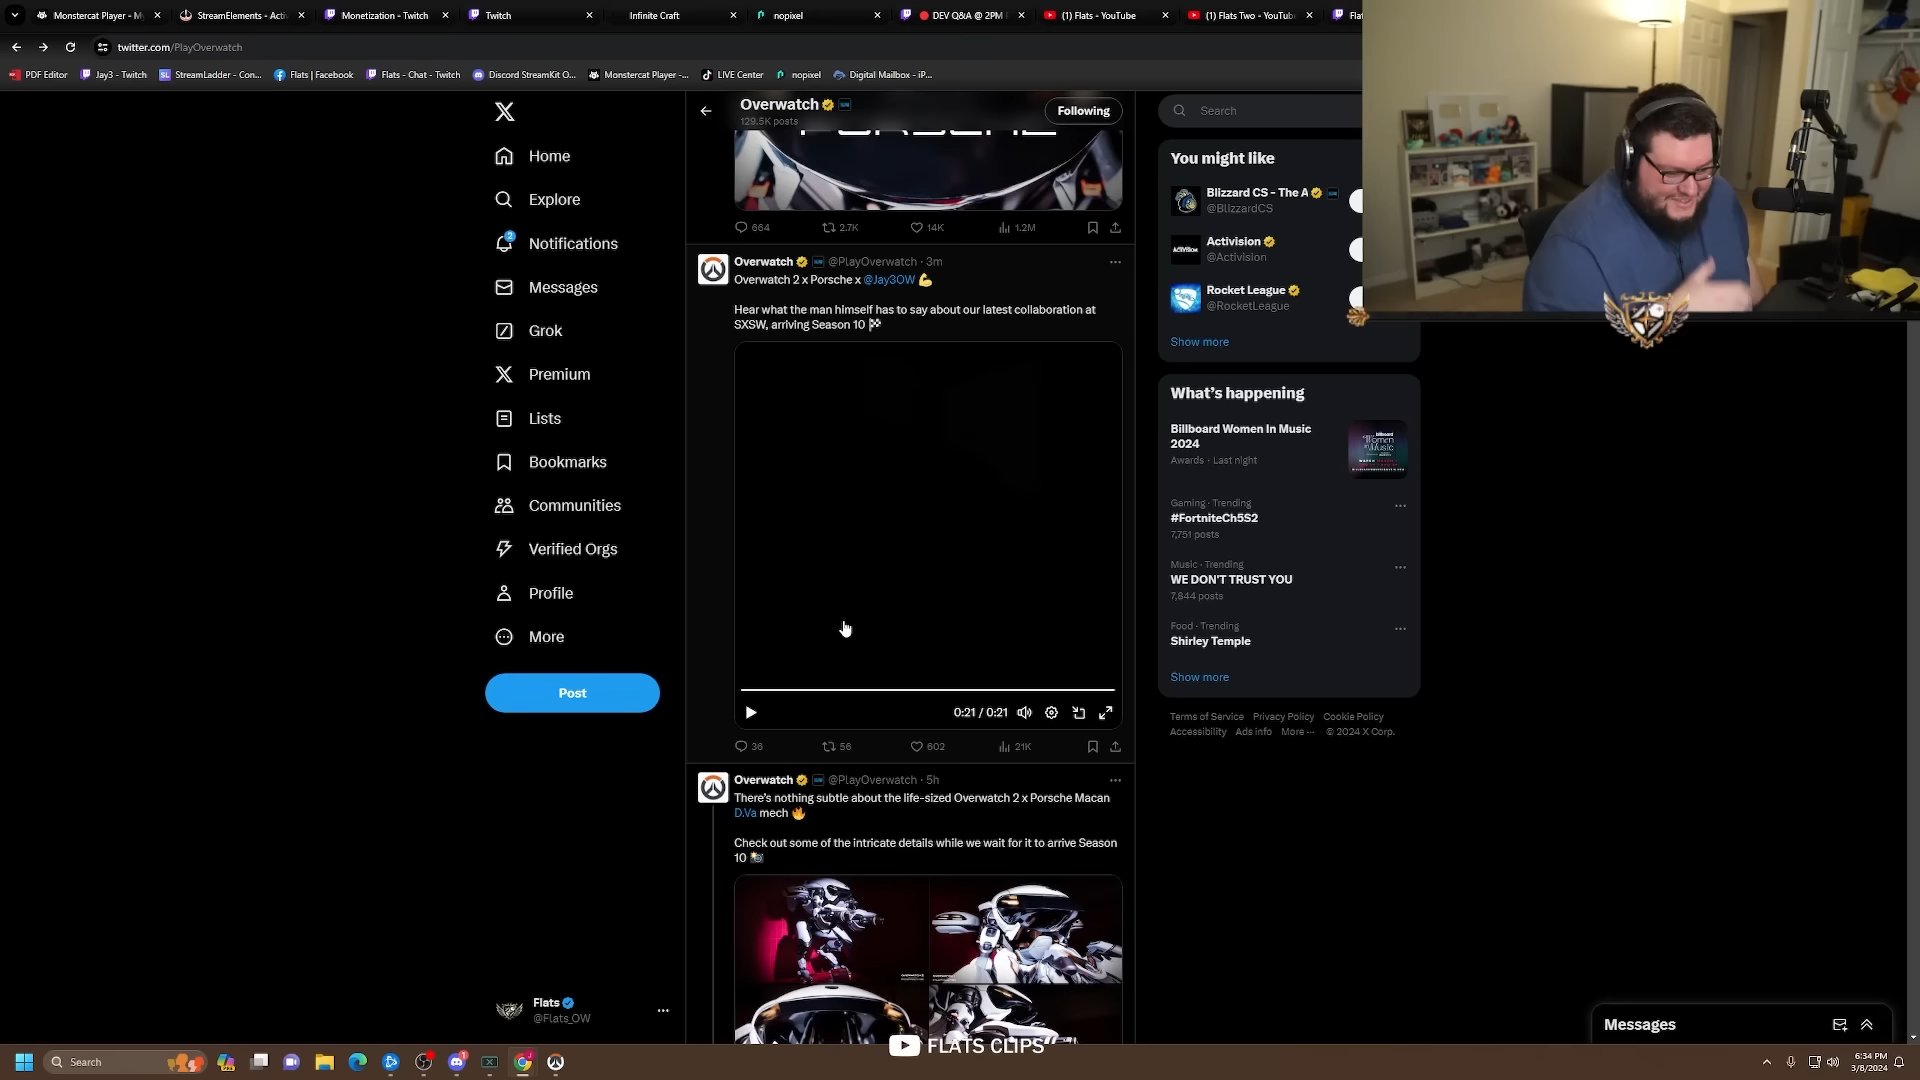 Monstercat Player - My
StreamElements - Activ
Monetization - Twitch
Twitch
Infinite Craft
nopixel
DEV Q&A @ 2PM
(1) Flats - YouTube
(1) Flats Two - YouTub
Flat
twitter.com/PlayOverwatch
PDF Editor
Jay3 - Twitch
StreamLadder - Con...
Flats | Facebook
Flats - Chat - Twitch
Discord StreamKit O...
Monstercat Player -...
LIVE Center
nopixel
Digital Mailbox - iP...
Home
Explore
2
Notifications
Messages
Grok
Premium
Lists
Bookmarks
Communities
Verified Orgs
Profile
More
Post
Flats
@Flats_OW
Overwatch
129.5K posts
Following
PORSCHE
664 2.7K 14K 1.2M
Overwatch @PlayOverwatch · 3m
Overwatch 2 x Porsche x @Jay3OW
Hear what the man himself has to say about our latest collaboration at
SXSW, arriving Season 10
0:21 / 0:21
36 56 602 21K
Overwatch @PlayOverwatch · 5h
There's nothing subtle about the life-sized Overwatch 2 x Porsche Macan
D.Va mech
Check out some of the intricate details while we wait for it to arrive Season
10
Search
You might like
Blizzard CS - The A
@BlizzardCS
Activision
@Activision
Rocket League
@RocketLeague
Show more
What's happening
Billboard Women In Music
2024
Awards · Last night
Gaming · Trending
#FortniteCh5S2
7,751 posts
Music · Trending
WE DON'T TRUST YOU
7,844 posts
Food · Trending
Shirley Temple
Show more
Terms of Service Privacy Policy Cookie Policy
Accessibility Ads info More ··· © 2024 X Corp.
Messages
FLATS CLIPS
Search
6:34 PM
3/8/2024